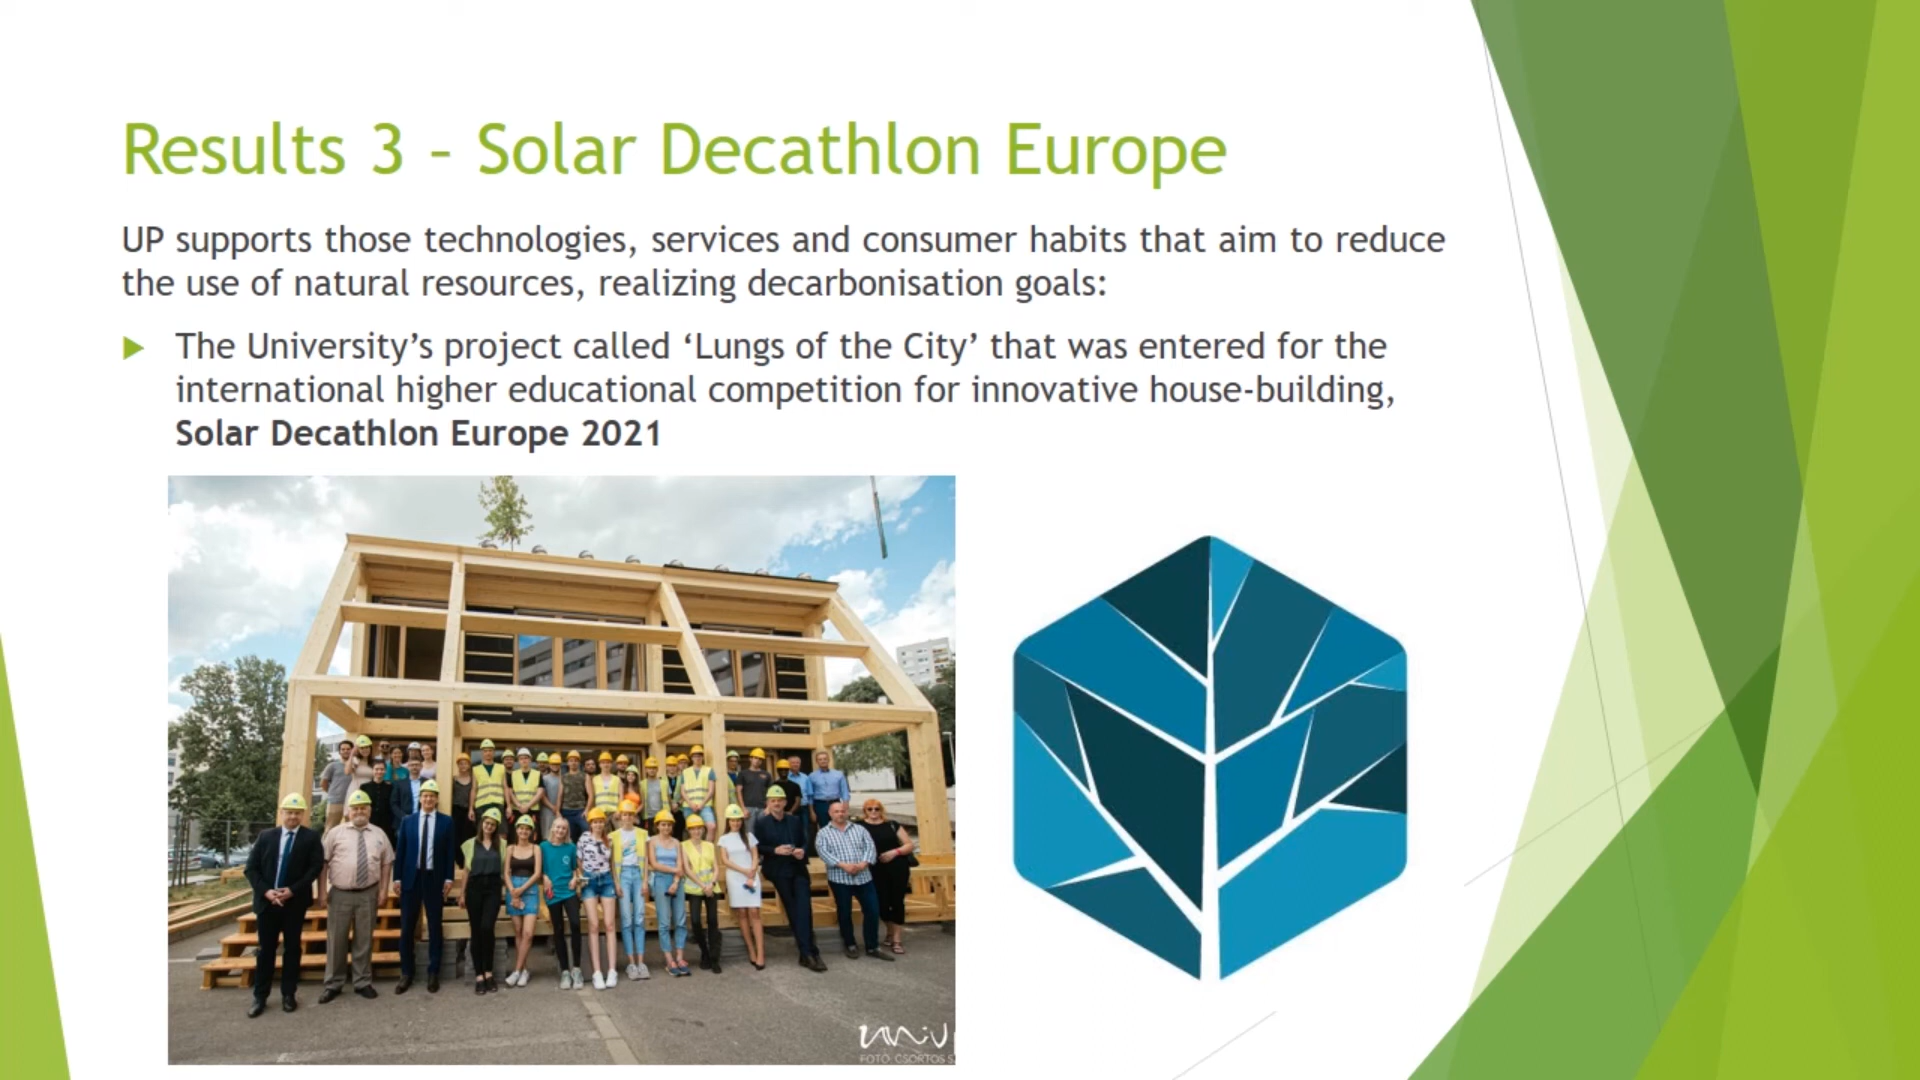 Results 3 – Solar Decathlon Europe
UP supports those technologies, services and consumer habits that aim to reduce
the use of natural resources, realizing decarbonisation goals:
The University’s project called ‘Lungs of the City’ that was entered for the
international higher educational competition for innovative house-building,
Solar Decathlon Europe 2021
FOTÓ: CSORTOS S